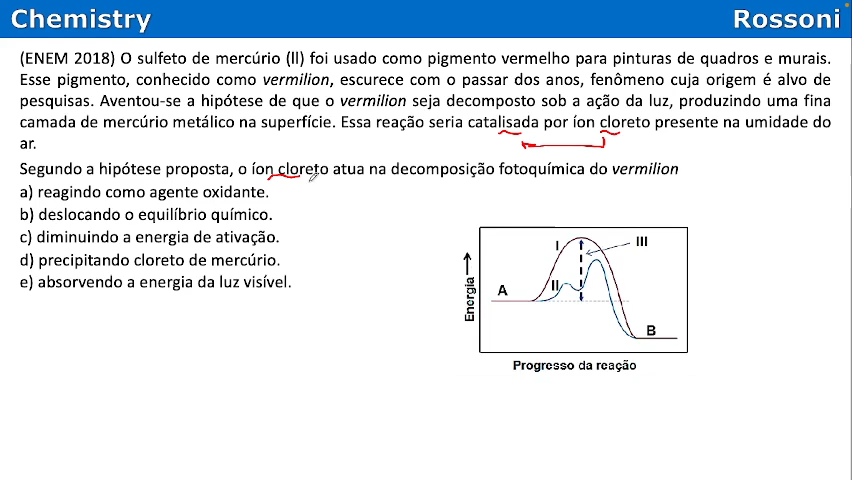 Chemistry
Rossoni
(ENEM 2018) O sulfeto de mercúrio (ll) foi usado como pigmento vermelho para pinturas de quadros e murais.
Esse pigmento, conhecido como vermilion, escurece com o passar dos anos, fenômeno cuja origem é alvo de
pesquisas. Aventou-se a hipótese de que o vermilion seja decomposto sob a ação da luz, produzindo uma fina
camada de mercúrio metálico na superfície. Essa reação seria catalisada por íon cloreto presente na umidade do
ar.
Segundo a hipótese proposta, o íon cloreto atua na decomposição fotoquímica do vermilion
a) reagindo como agente oxidante.
b) deslocando o equilíbrio químico.
c) diminuindo a energia de ativação.
d) precipitando cloreto de mercúrio.
e) absorvendo a energia da luz visível.
I
III
A
II
B
Energia
Progresso da reação